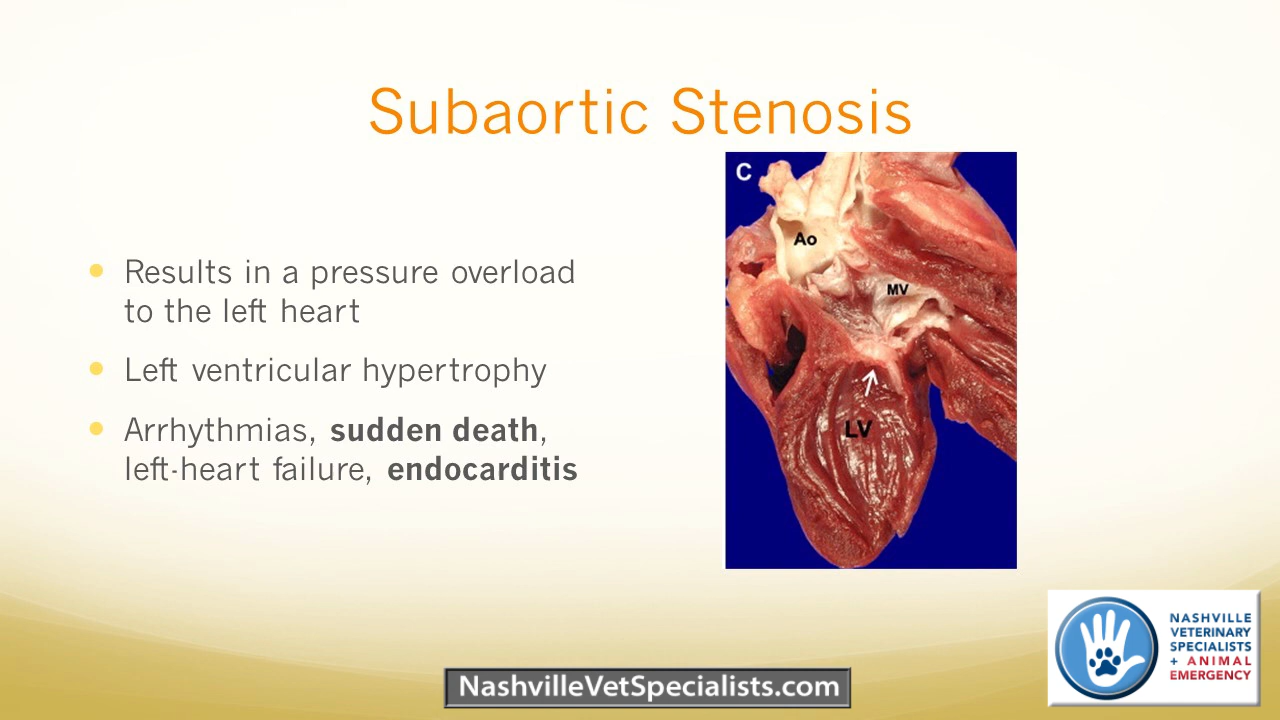 Subaortic Stenosis
Results in a pressure overload
to the left heart
Left ventricular hypertrophy
Arrhythmias, sudden death,
left-heart failure, endocarditis
C
Ao
MV
LV
NASHVILLE
VETERINARY
SPECIALISTS
+ ANIMAL
EMERGENCY
NashvilleVetSpecialists.com